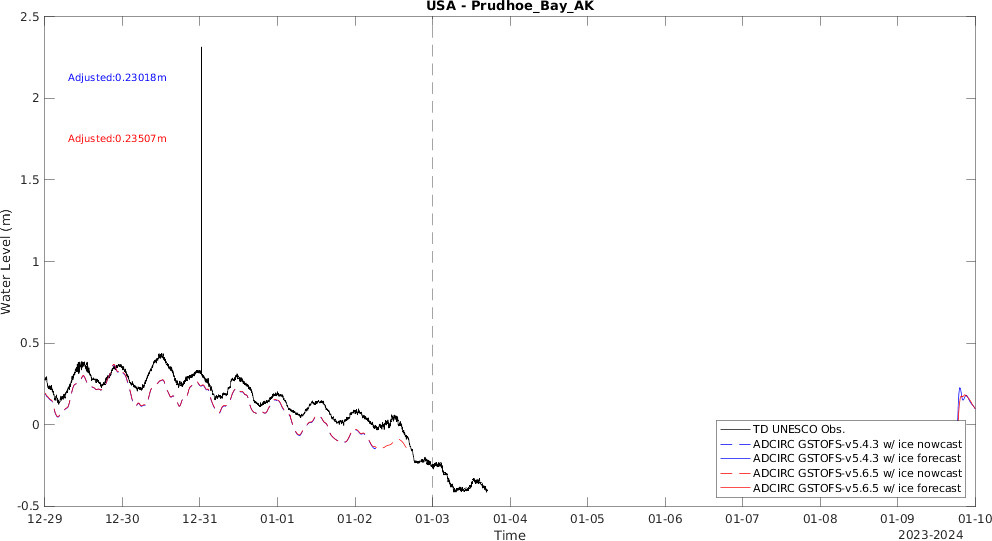 USA - Prudhoe_Bay_AK
2.5
Adjusted:0.23018m
2
Adjusted:0.23507m
1.5
Water Level (m)
1
0.5
0
-0.5
TD UNESCO Obs.
ADCIRC GSTOFS-v5.4.3 w/ ice nowcast
ADCIRC GSTOFS-v5.4.3 w/ ice forecast
ADCIRC GSTOFS-v5.6.5 w/ ice nowcast
ADCIRC GSTOFS-v5.6.5 w/ ice forecast
12-29 12-30 12-31 01-01 01-02 01-03 01-04 01-05 01-06 01-07 01-08 01-09 01-10
Time
2023-2024